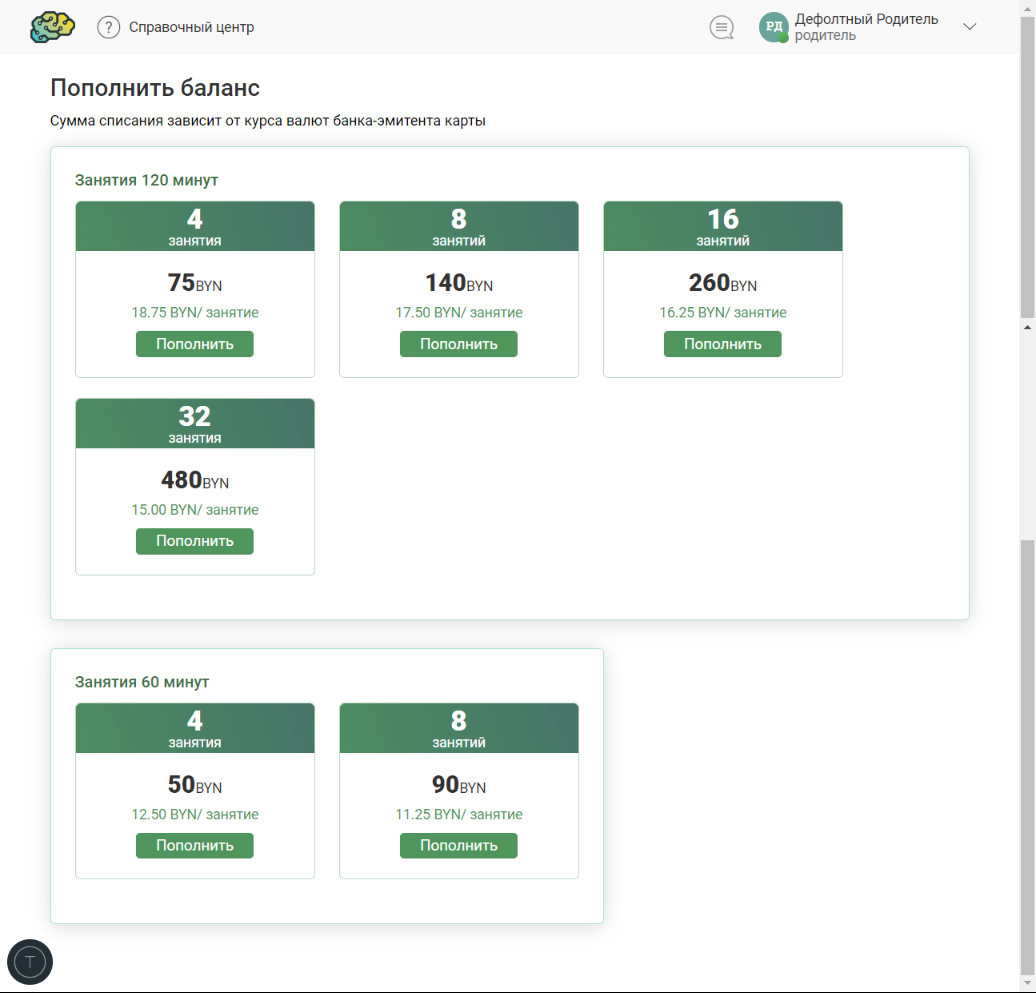 ? Справочный центр
РД
Дефолтный Родитель
родитель
Пополнить баланс
Сумма списания зависит от курса валют банка-эмитента карты
Занятия 120 минут
4
занятия
75BYN
18.75 BYN/ занятие
Пополнить
8
занятий
140BYN
17.50 BYN/ занятие
Пополнить
16
занятий
260BYN
16.25 BYN/ занятие
Пополнить
32
занятия
480BYN
15.00 BYN/ занятие
Пополнить
Занятия 60 минут
4
занятия
50BYN
12.50 BYN/ занятие
Пополнить
8
занятий
90BYN
11.25 BYN/ занятие
Пополнить
T